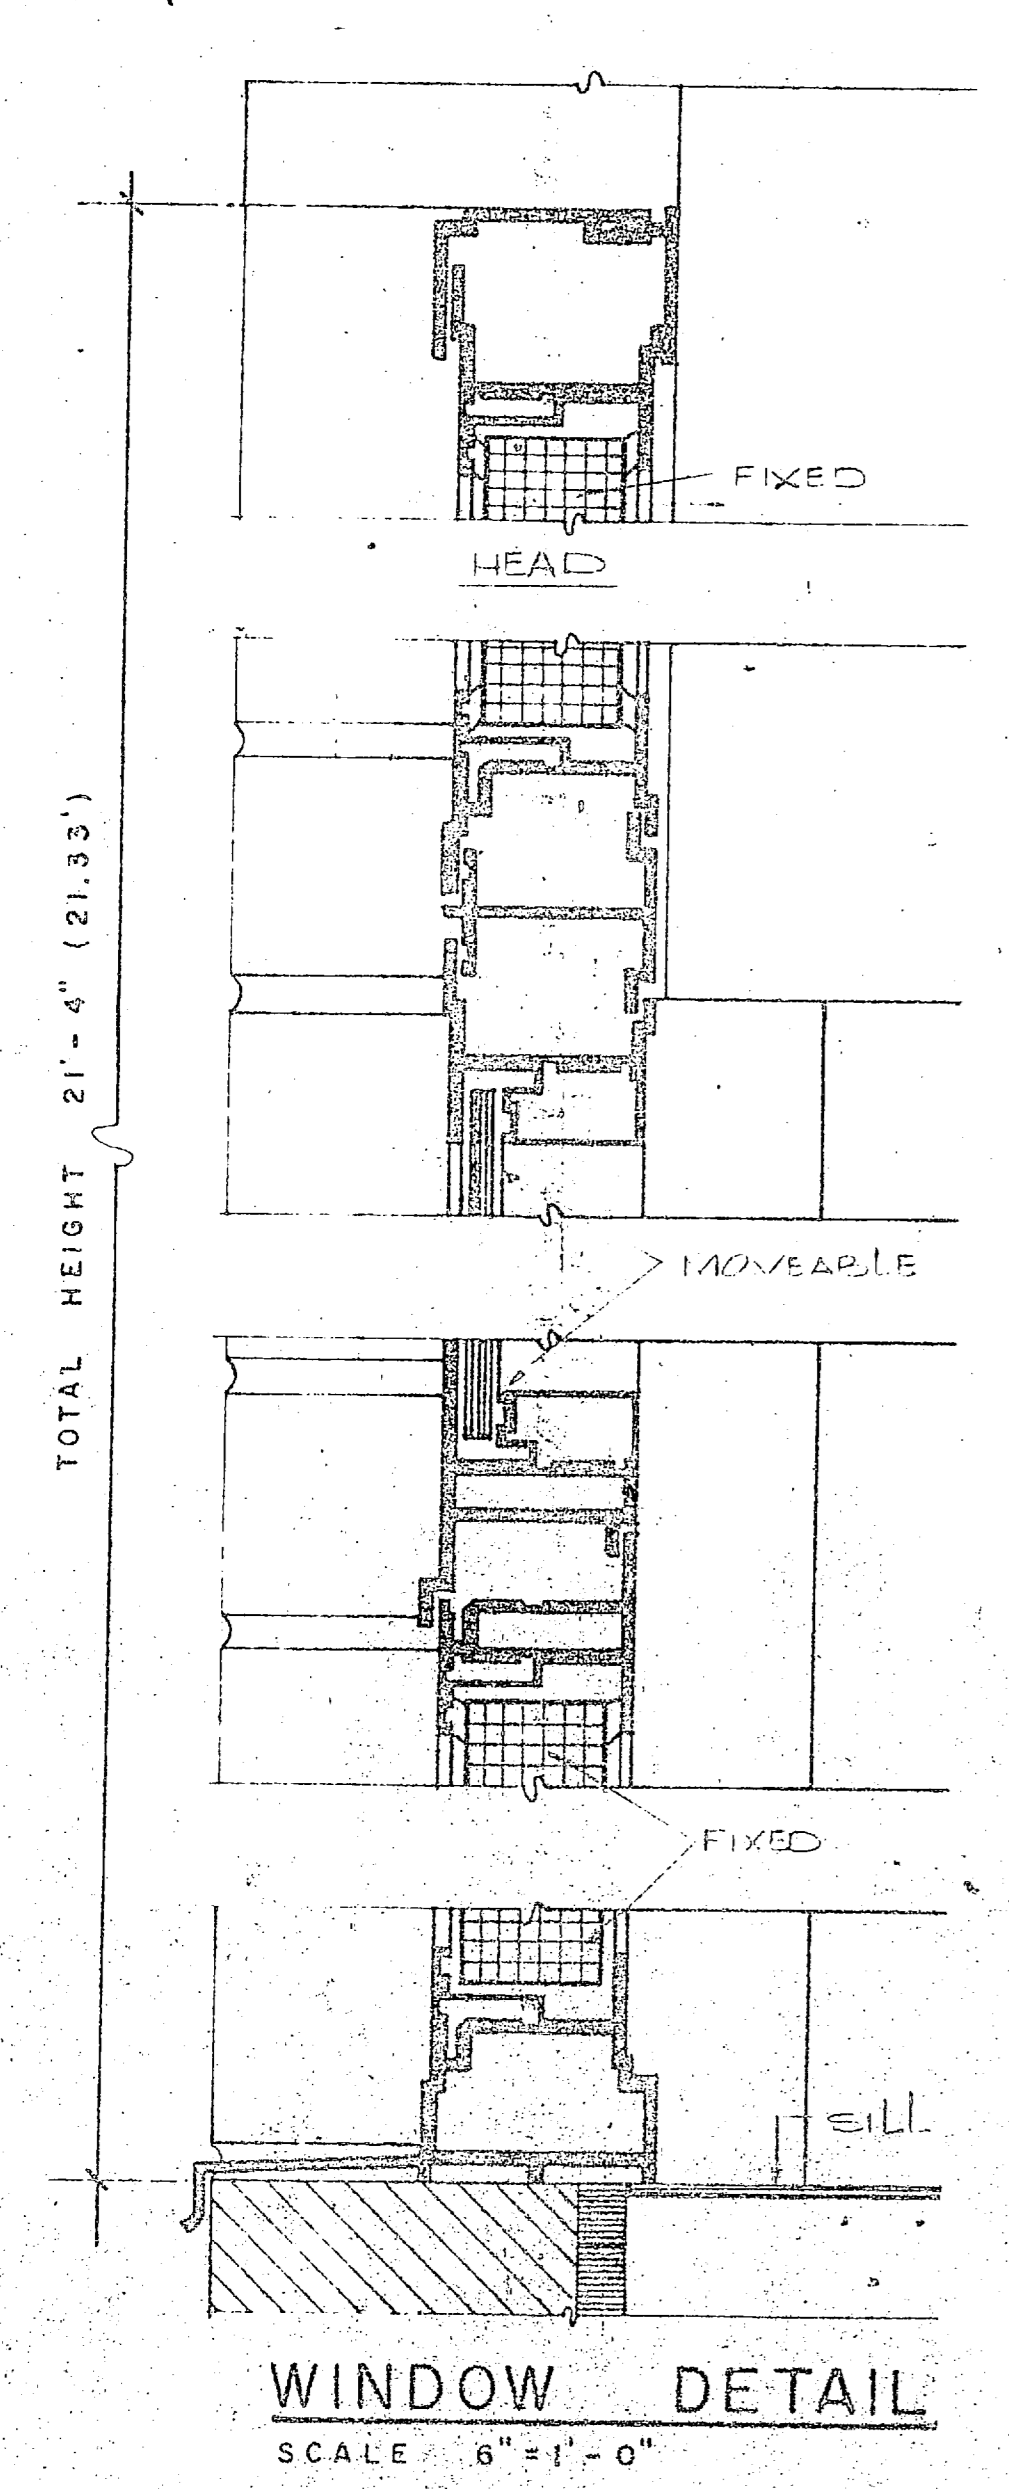 FIXED
HEAD
TOTAL HEIGHT 21'-4" (21.33')
MOVEABLE
FIXED
SILL
WINDOW DETAIL
SCALE 6"=1'-0"